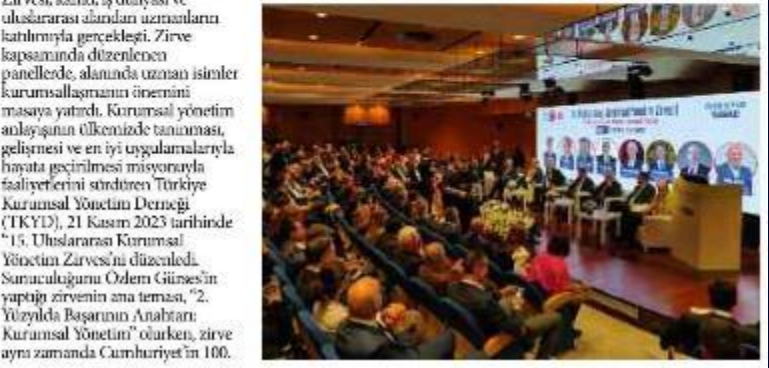 Zirvesi, kamu, iş dünyası ve
uluslararası alandan uzmanların
katılımıyla gerçekleşti. Zirve
kapsamında düzenlenen
panellerde, alanında uzman isimler
kurumsallaşmanın önemini
masaya yatırdı. Kurumsal yönetim
anlayışının ülkemizde tanınması,
gelişmesi ve en iyi uygulamalarıyla
hayata geçirilmesi misyonuyla
faaliyetlerini sürdüren Türkiye
Kurumsal Yönetim Derneği
(TKYD), 21 Kasım 2023 tarihinde
"15. Uluslararası Kurumsal
Yönetim Zirvesi'ni düzenledi.
Sunuculuğunu Özlem Gürses'in
yaptığı zirvenin ana teması, "2.
Yüzyılda Başarının Anahtarı:
Kurumsal Yönetim" olurken, zirve
aynı zamanda Cumhuriyet'in 100.